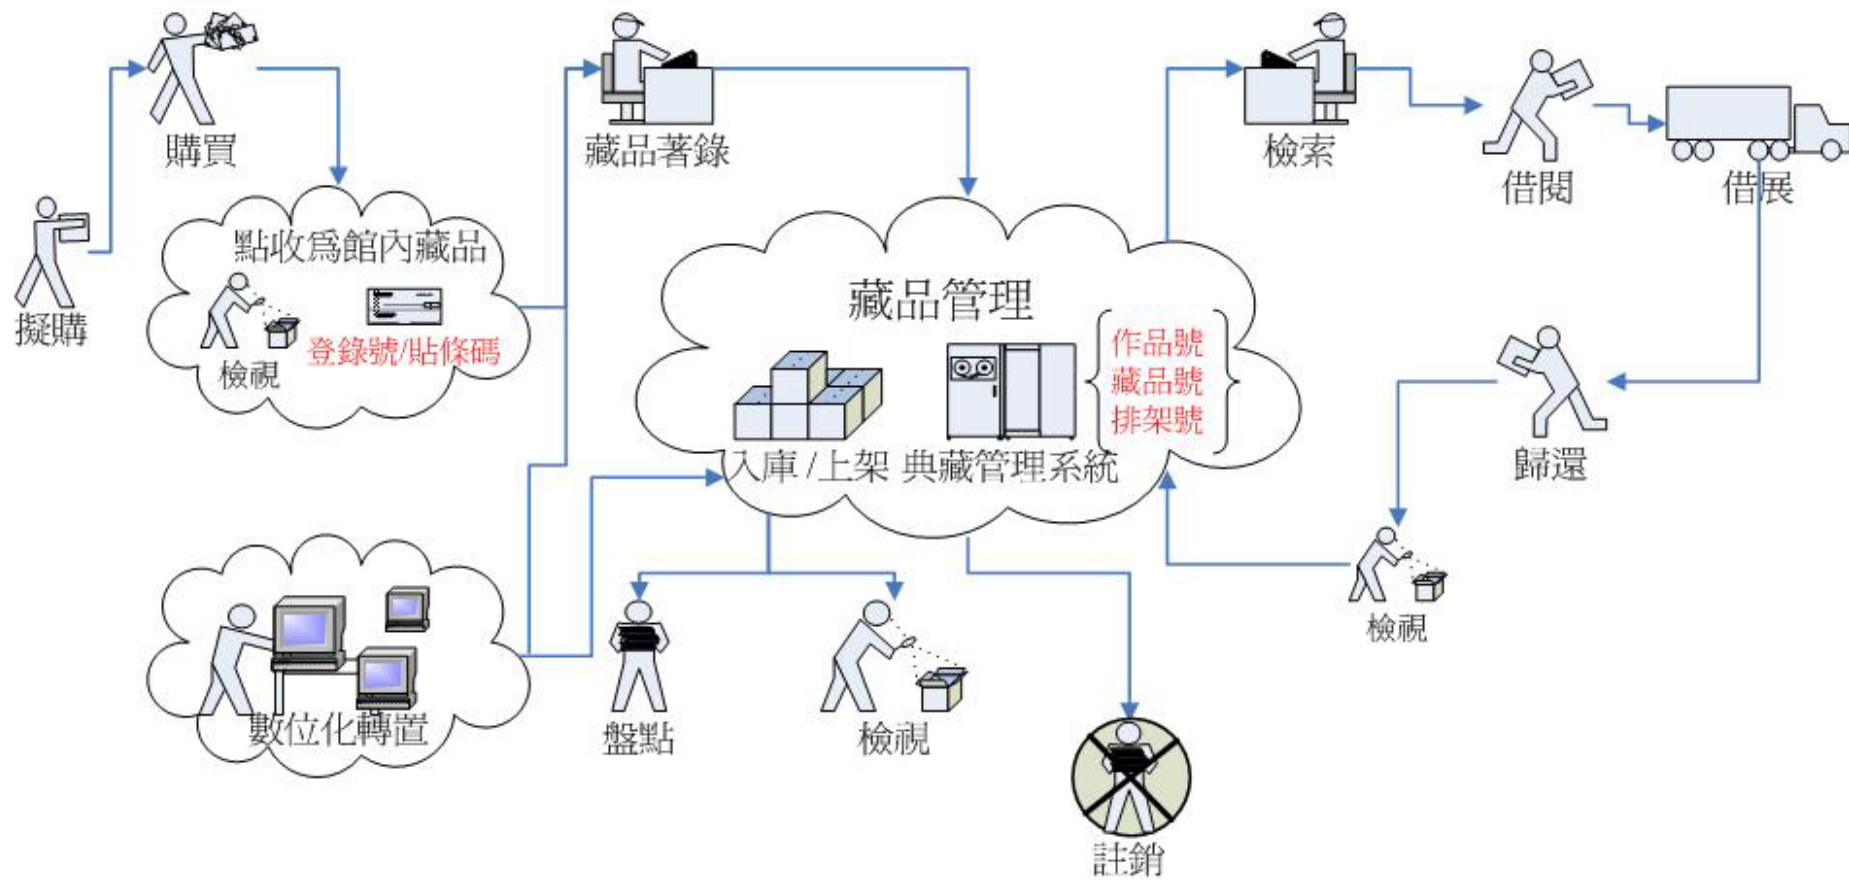 購買
擬購
點收為館內藏品
檢視
登錄號/貼條碼
數位化轉置
藏品著錄
藏品管理
入庫/上架
典藏管理系統
作品號
藏品號
排架號
盤點
檢視
註銷
檢索
借閱
借展
歸還
檢視